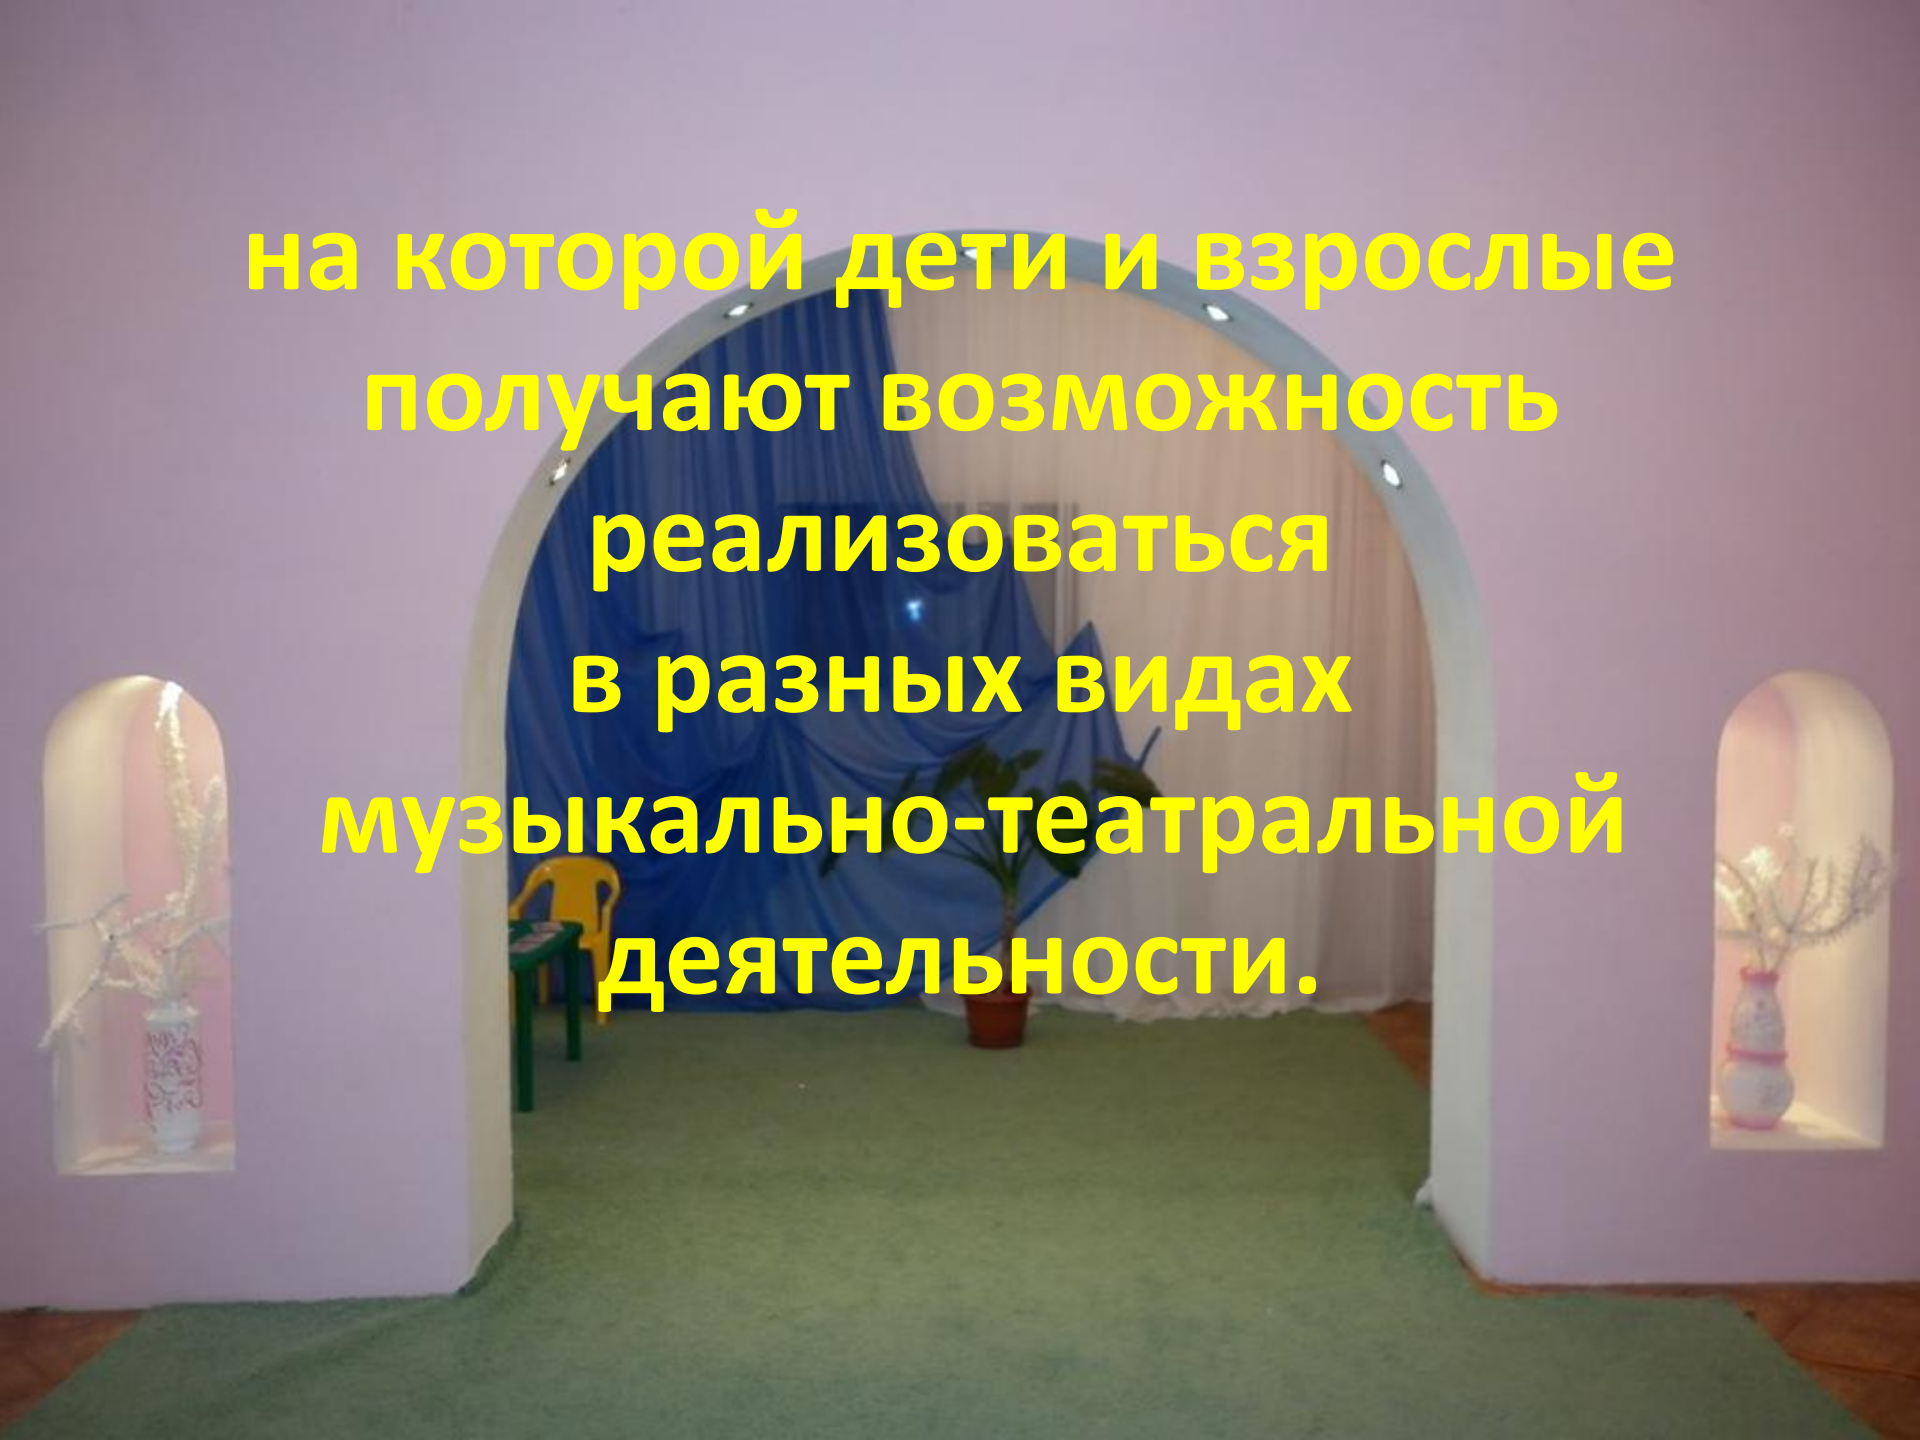 на которой дети и взрослые
получают возможность
реализоваться
в разных видах
музыкально-театральной
деятельности.